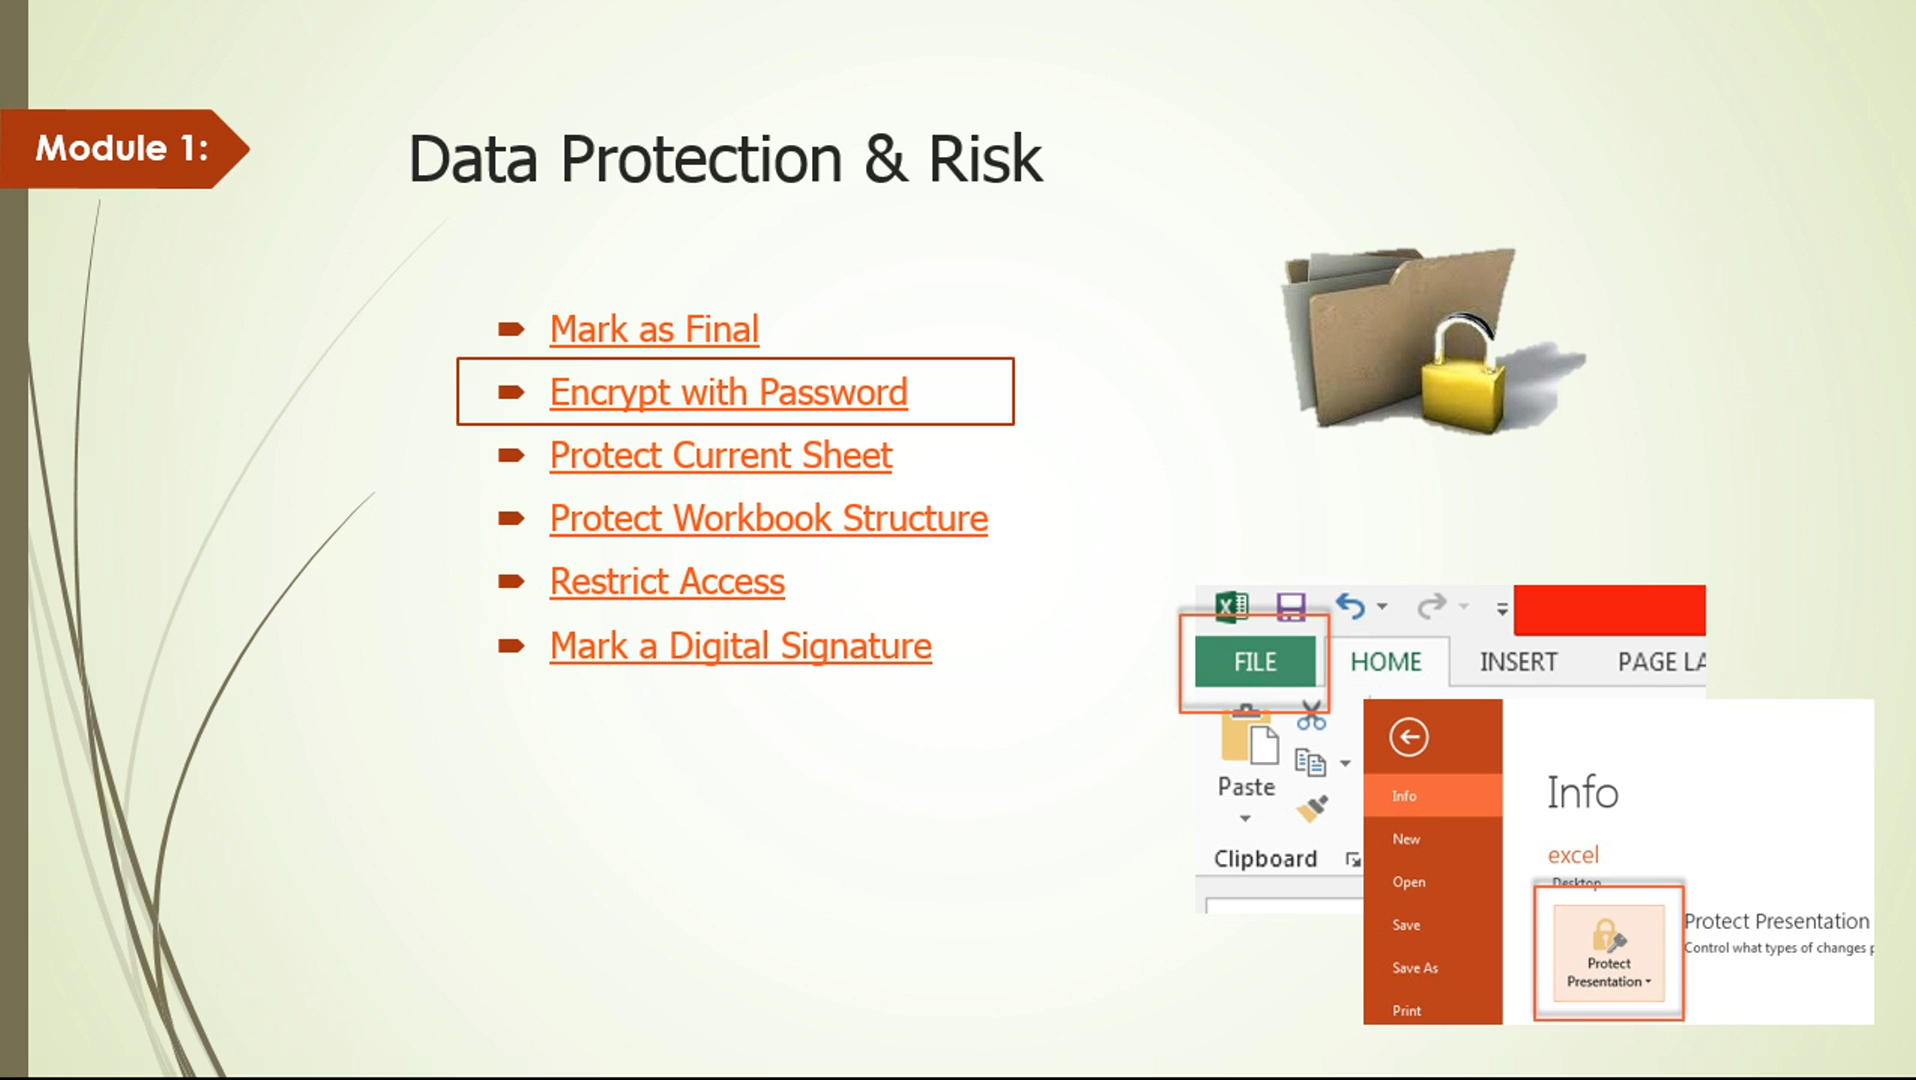 Module 1:
Data Protection & Risk
Mark as Final
Encrypt with Password
Protect Current Sheet
Protect Workbook Structure
Restrict Access
Mark a Digital Signature
FILE HOME INSERT PAGE LA
Paste
Clipboard
Info
New
Open
Save
Save As
Print
Info
excel
Desktop
Protect
Presentation
Protect Presentation
Control what types of changes p